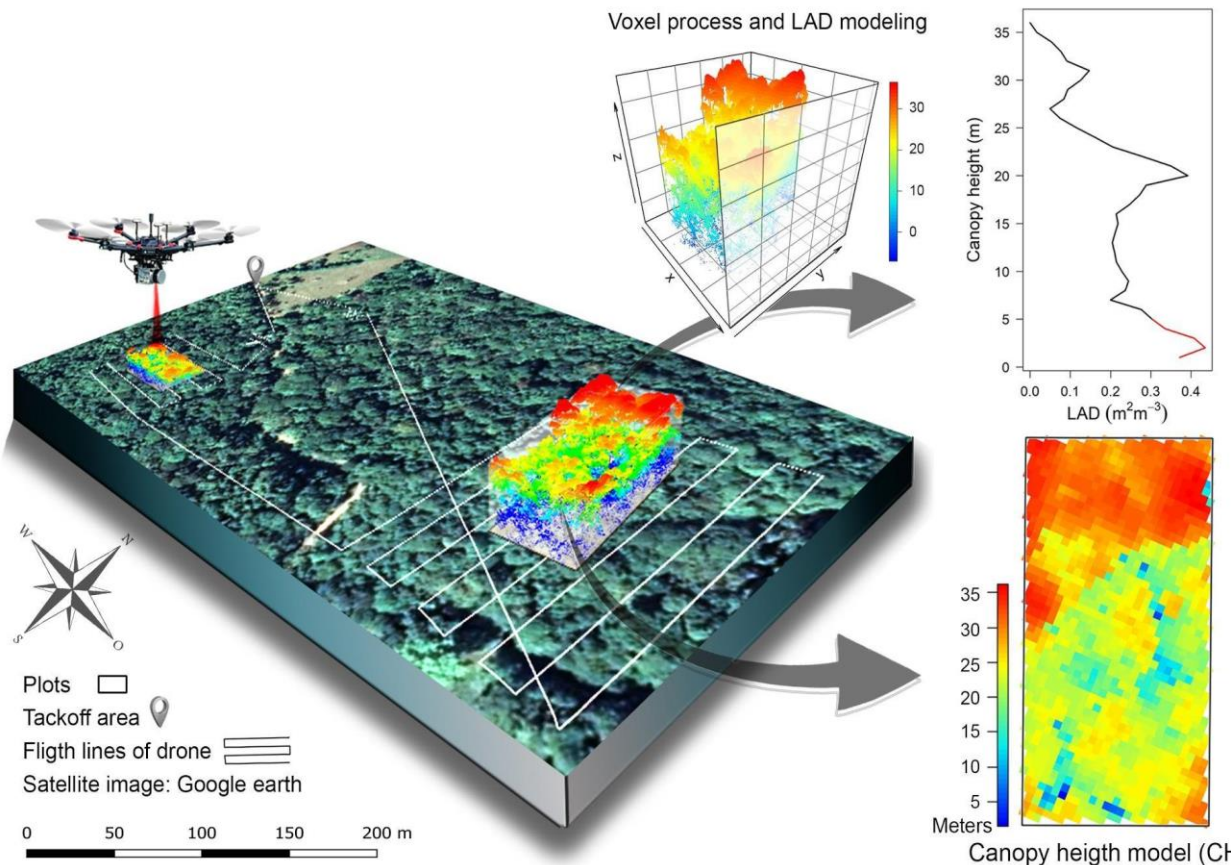 Voxel process and LAD modeling
30
20
10
0
z
x
y
35
30
25
20
15
10
5
0
Canopy height (m)
0.0 0.1 0.2 0.3 0.4
LAD (m²m⁻³)
W N
S O
Plots
Tackoff area
Fligth lines of drone
Satellite image: Google earth
0 50 100 150 200 m
35
30
25
20
15
10
5
Meters
Canopy heigth model (CH